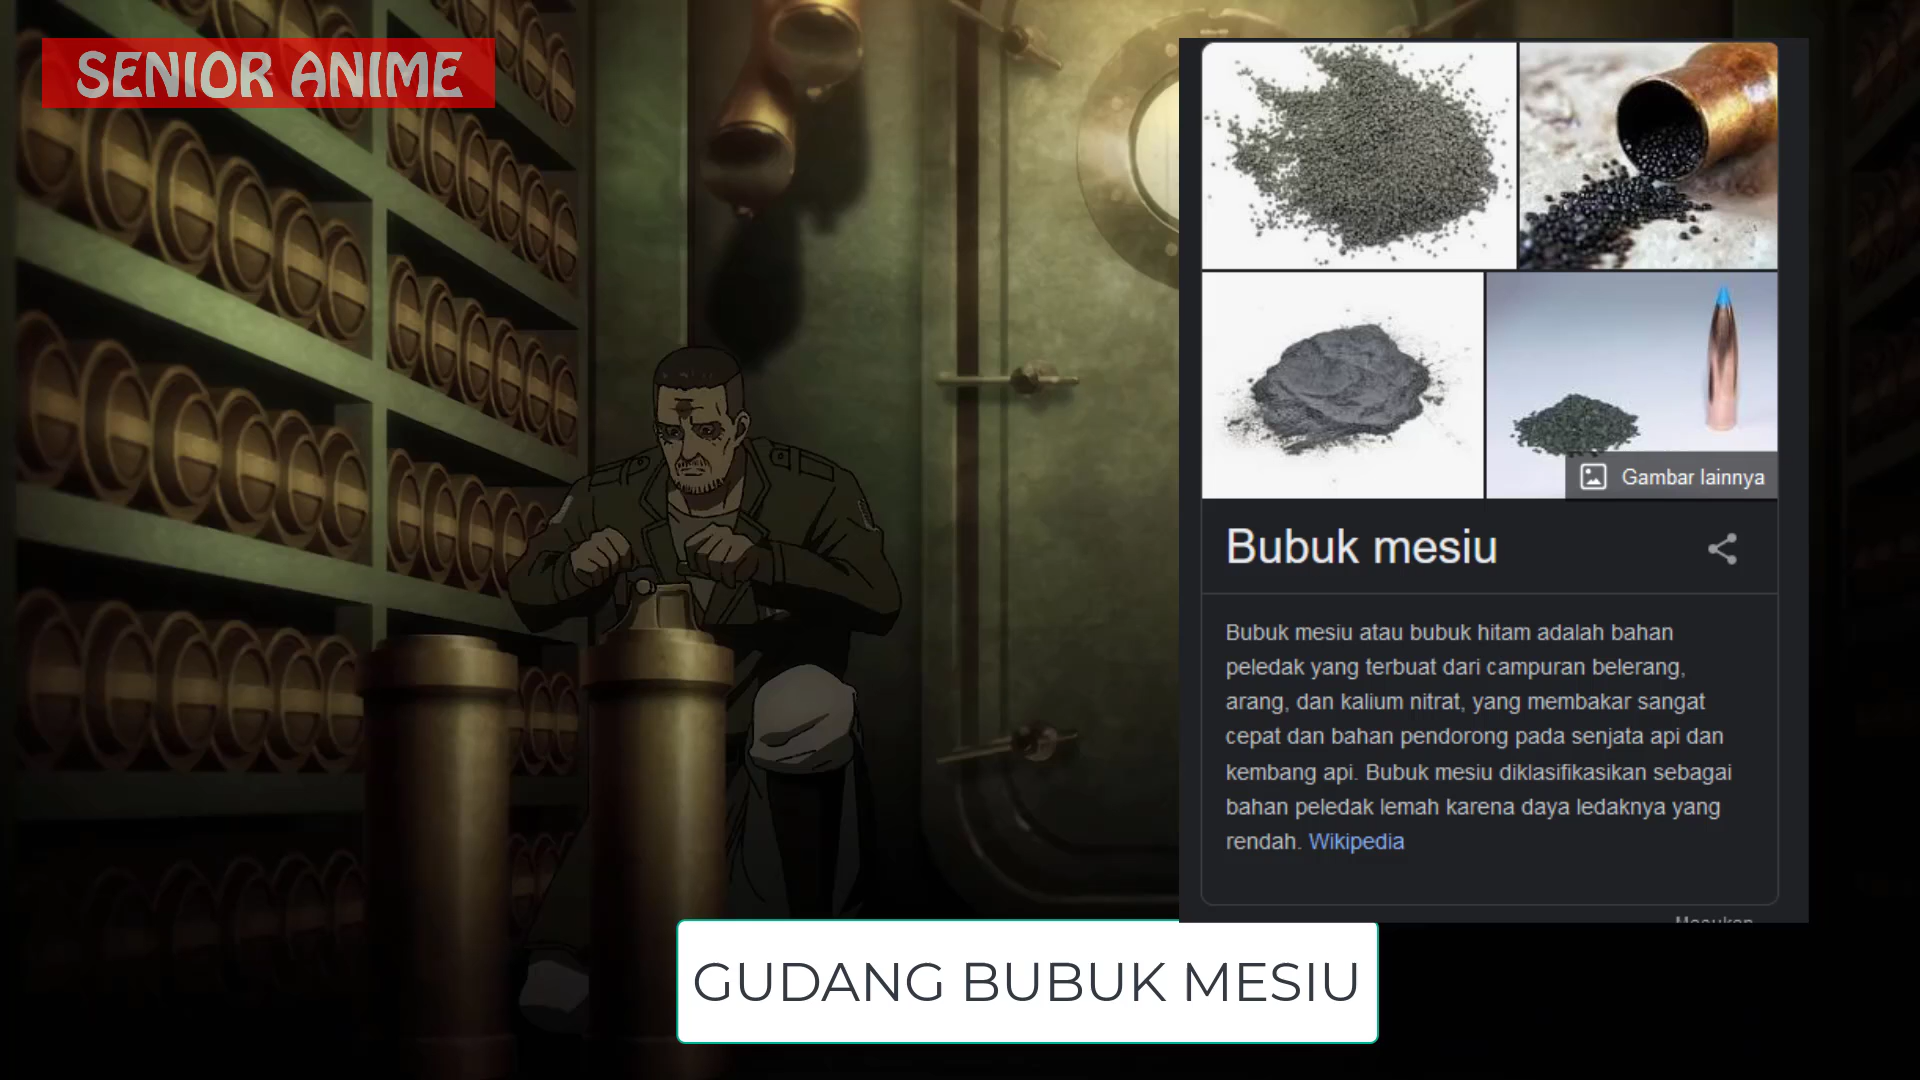 SENIOR ANIME
Gambar lainnya
Bubuk mesiu
Bubuk mesiu atau bubuk hitam adalah bahan
peledak yang terbuat dari campuran belerang,
arang, dan kalium nitrat, yang membakar sangat
cepat dan bahan pendorong pada senjata api dan
kembang api. Bubuk mesiu diklasifikasikan sebagai
bahan peledak lemah karena daya ledaknya yang
rendah. Wikipedia
GUDANG BUBUK MESIU